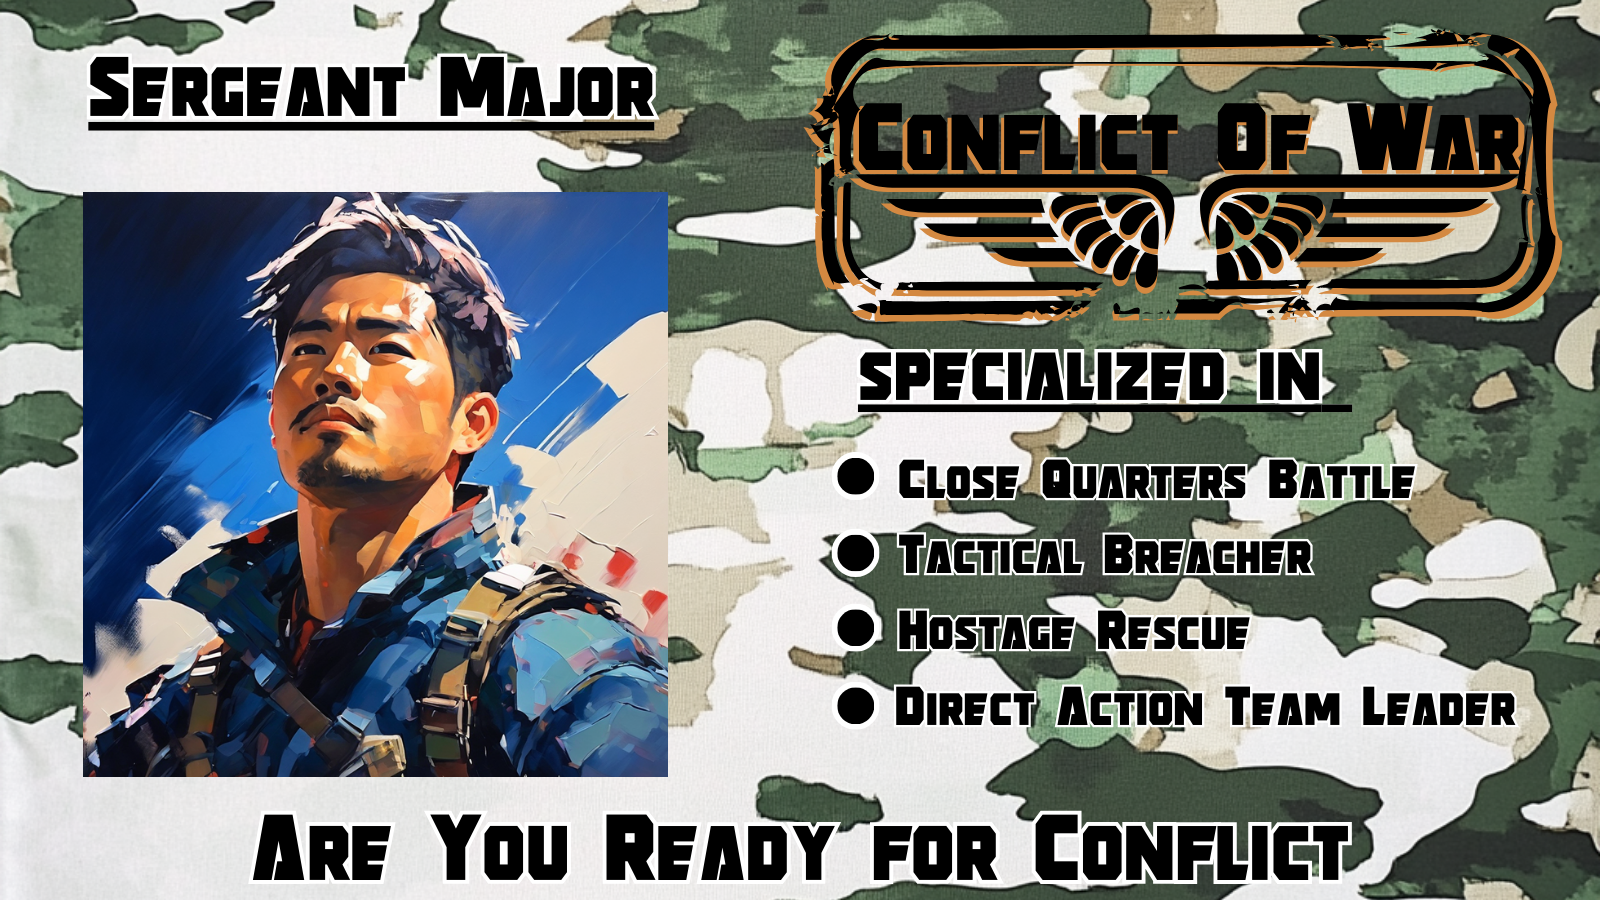 Sergeant Major
Conflict Of War
SPECIALIZED IN
Close Quarters Battle
Tactical Breacher
Hostage Rescue
Direct Action Team Leader
Are You Ready for Conflict